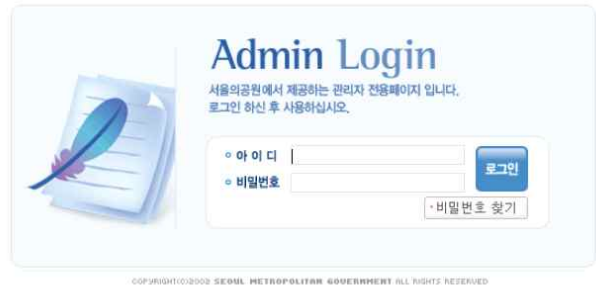 Admin Login
서울의공원에서 제공하는 관리자 전용페이지 입니다.
로그인 하신 후 사용하십시오.
아 이 디
비밀번호
로그인
·비밀번호 찾기
COPYRIGHT(C)2002 SEOUL METROPOLITAN GOVERNMENT ALL RIGHTS RESERVED